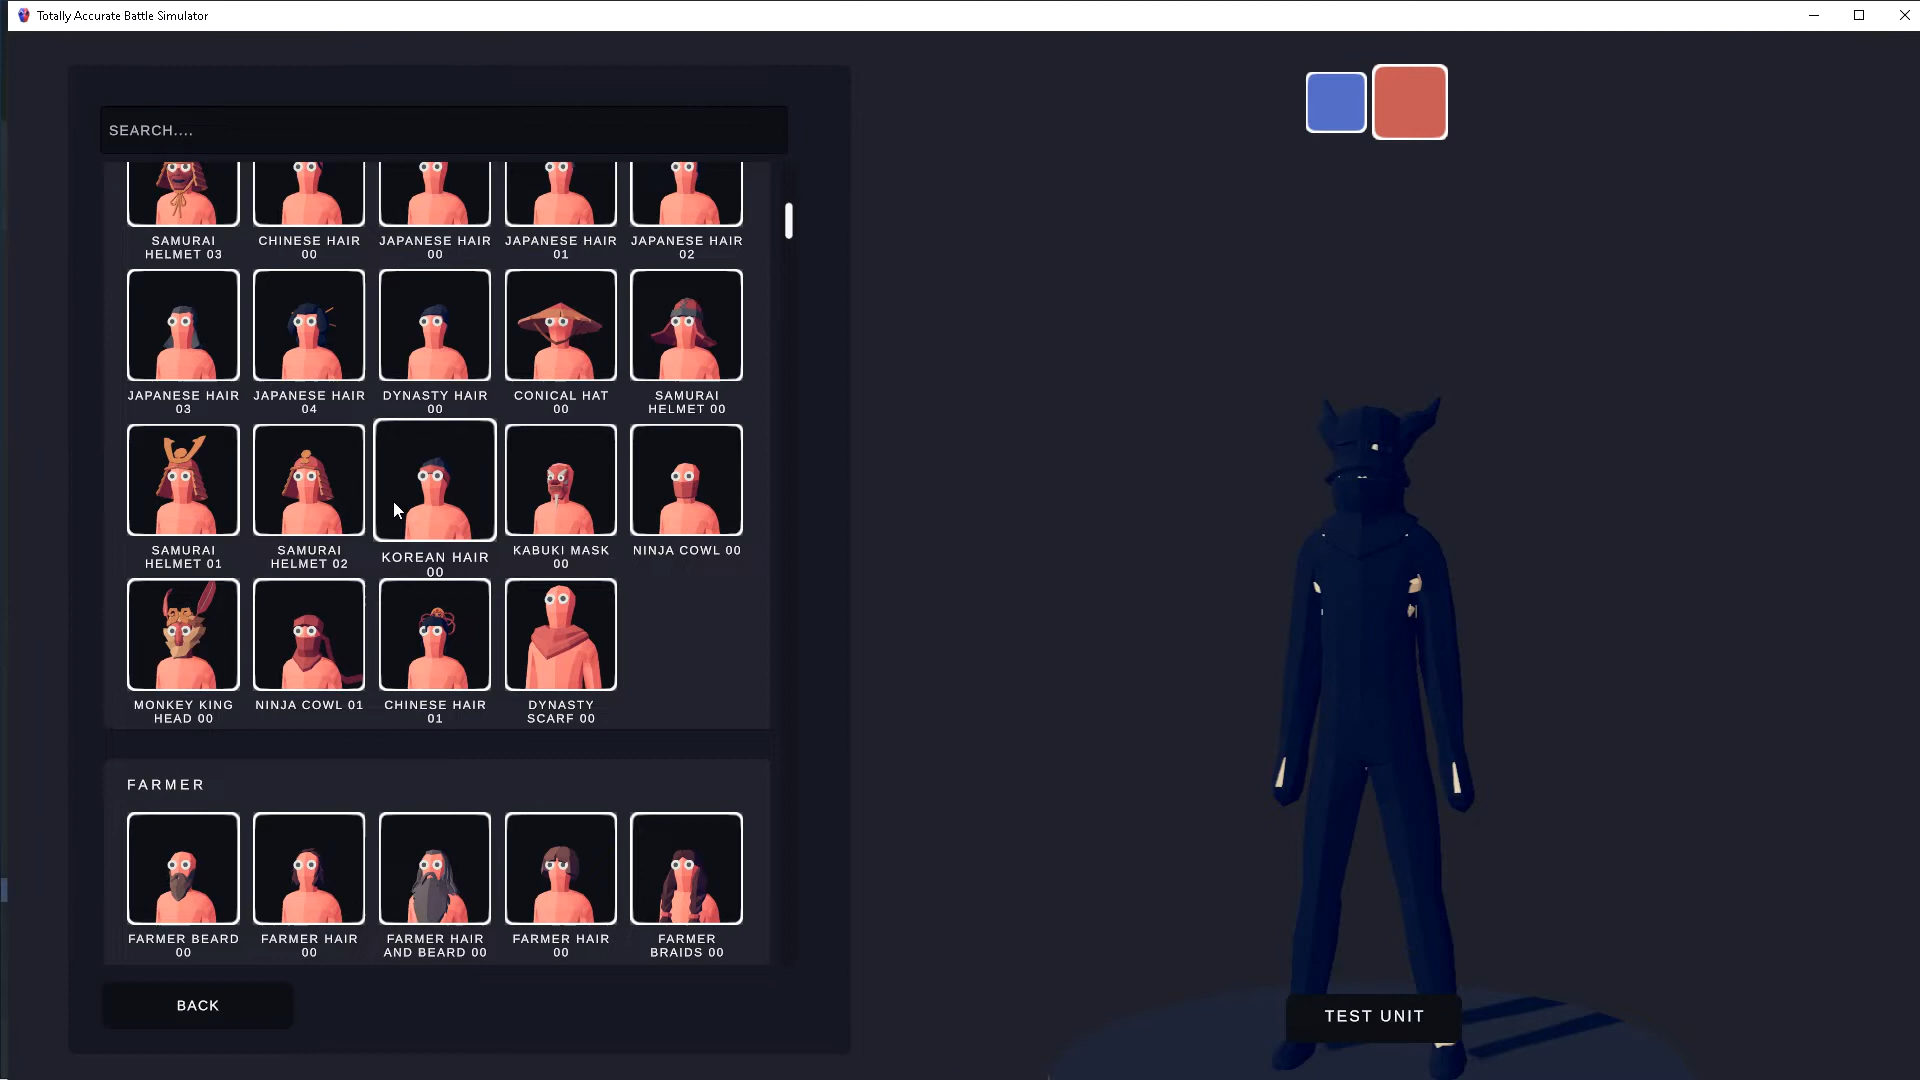 Totally Accurate Battle Simulator
SEARCH....
SAMURAI
HELMET 03
CHINESE HAIR
00
JAPANESE HAIR
00
JAPANESE HAIR
01
JAPANESE HAIR
02
JAPANESE HAIR
03
JAPANESE HAIR
04
DYNASTY HAIR
00
CONICAL HAT
00
SAMURAI
HELMET 00
SAMURAI
HELMET 01
SAMURAI
HELMET 02
KOREAN HAIR
00
KABUKI MASK
00
NINJA COWL 00
MONKEY KING
HEAD 00
NINJA COWL 01
CHINESE HAIR
01
DYNASTY
SCARF 00
FARMER
FARMER BEARD
00
FARMER HAIR
00
FARMER HAIR
AND BEARD 00
FARMER HAIR
00
FARMER
BRAIDS 00
BACK
TEST UNIT